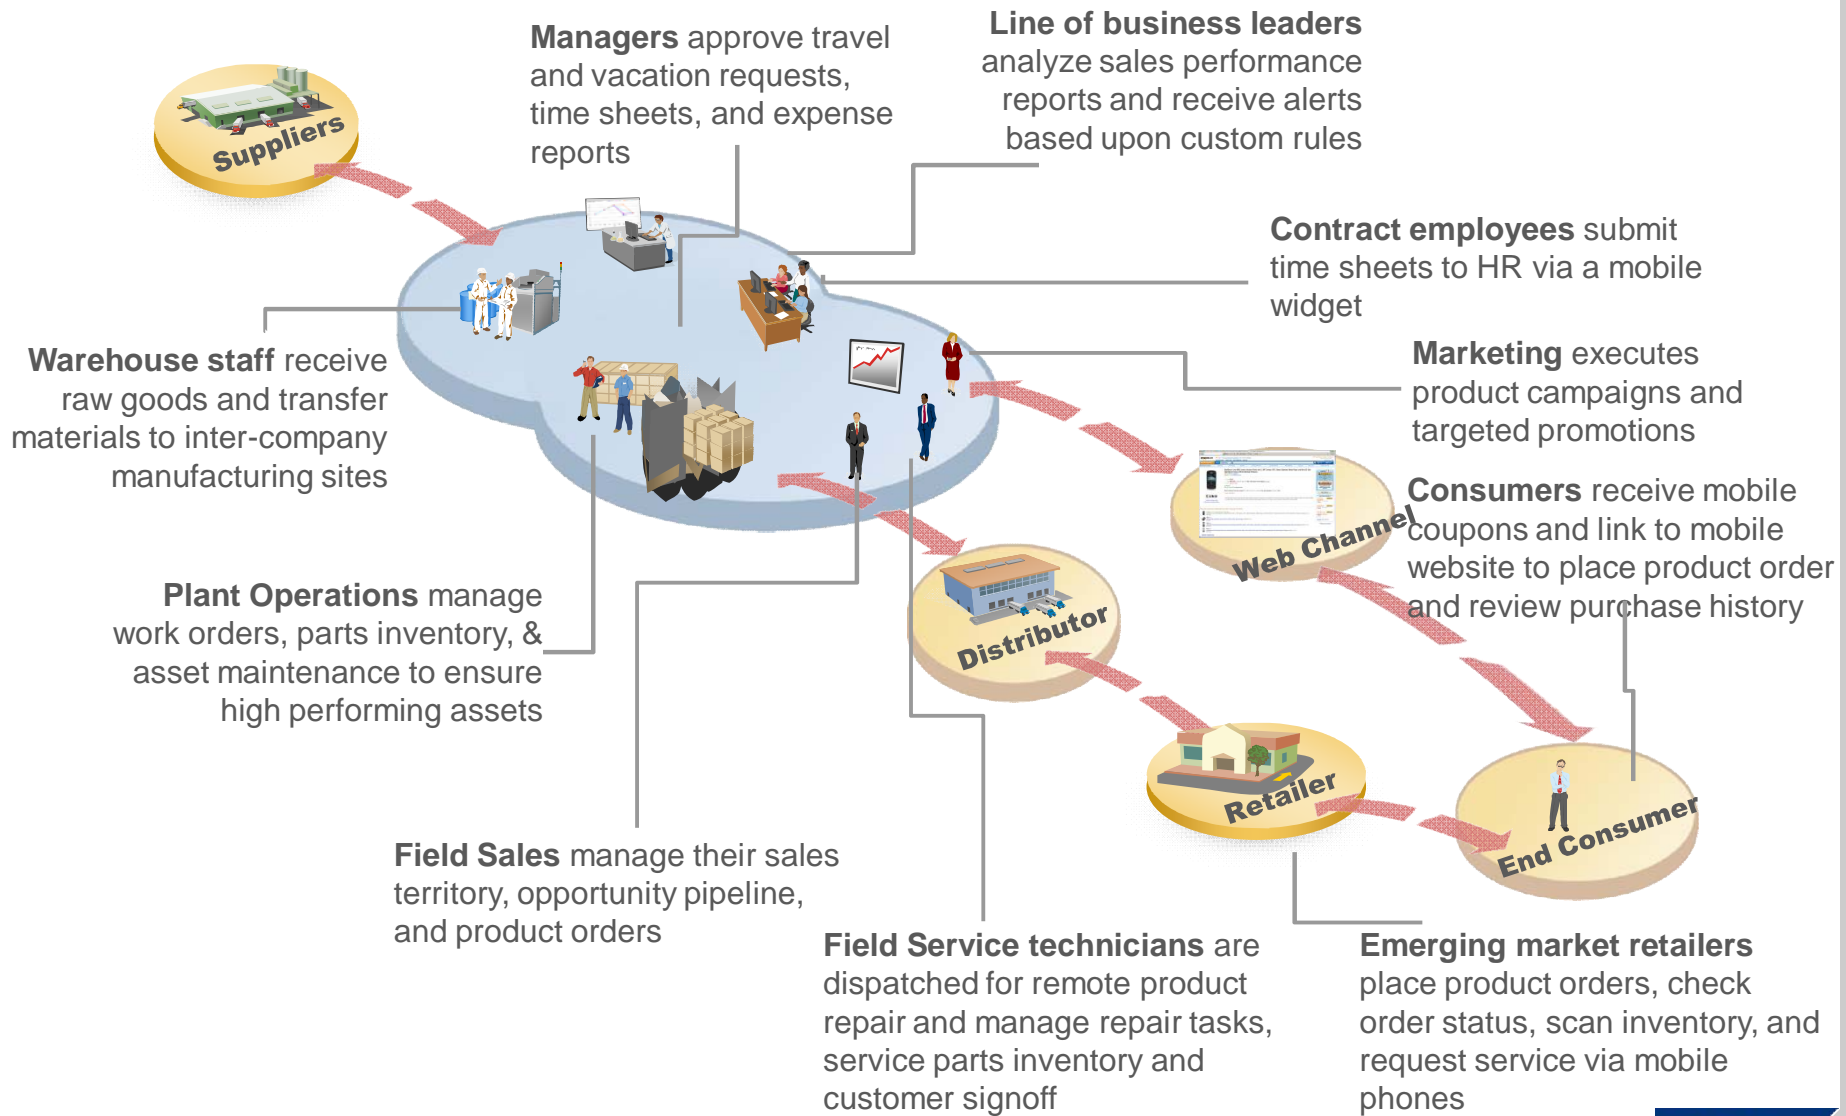 Managers approve travel
and vacation requests,
time sheets, and expense
reports
Line of business leaders
analyze sales performance
reports and receive alerts
based upon custom rules
Suppliers
Contract employees submit
time sheets to HR via a mobile
widget
Warehouse staff receive
raw goods and transfer
materials to inter-company
manufacturing sites
Marketing executes
product campaigns and
targeted promotions
Web Channel
Consumers receive mobile
coupons and link to mobile
website to place product order
and review purchase history
Plant Operations manage
work orders, parts inventory, &
asset maintenance to ensure
high performing assets
Distributor
Retailer
End Consumer
Field Sales manage their sales
territory, opportunity pipeline,
and product orders
Field Service technicians are
dispatched for remote product
repair and manage repair tasks,
service parts inventory and
customer signoff
Emerging market retailers
place product orders, check
order status, scan inventory, and
request service via mobile
phones